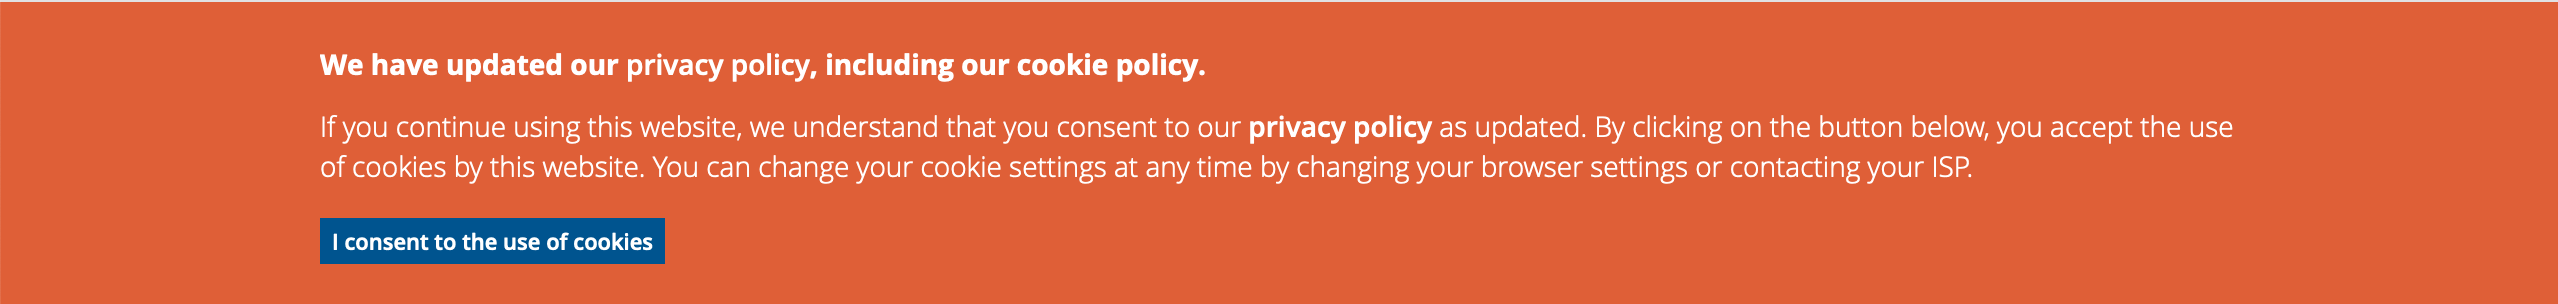 We have updated our privacy policy, including our cookie policy.
If you continue using this website, we understand that you consent to our privacy policy as updated. By clicking on the button below, you accept the use
of cookies by this website. You can change your cookie settings at any time by changing your browser settings or contacting your ISP.
I consent to the use of cookies